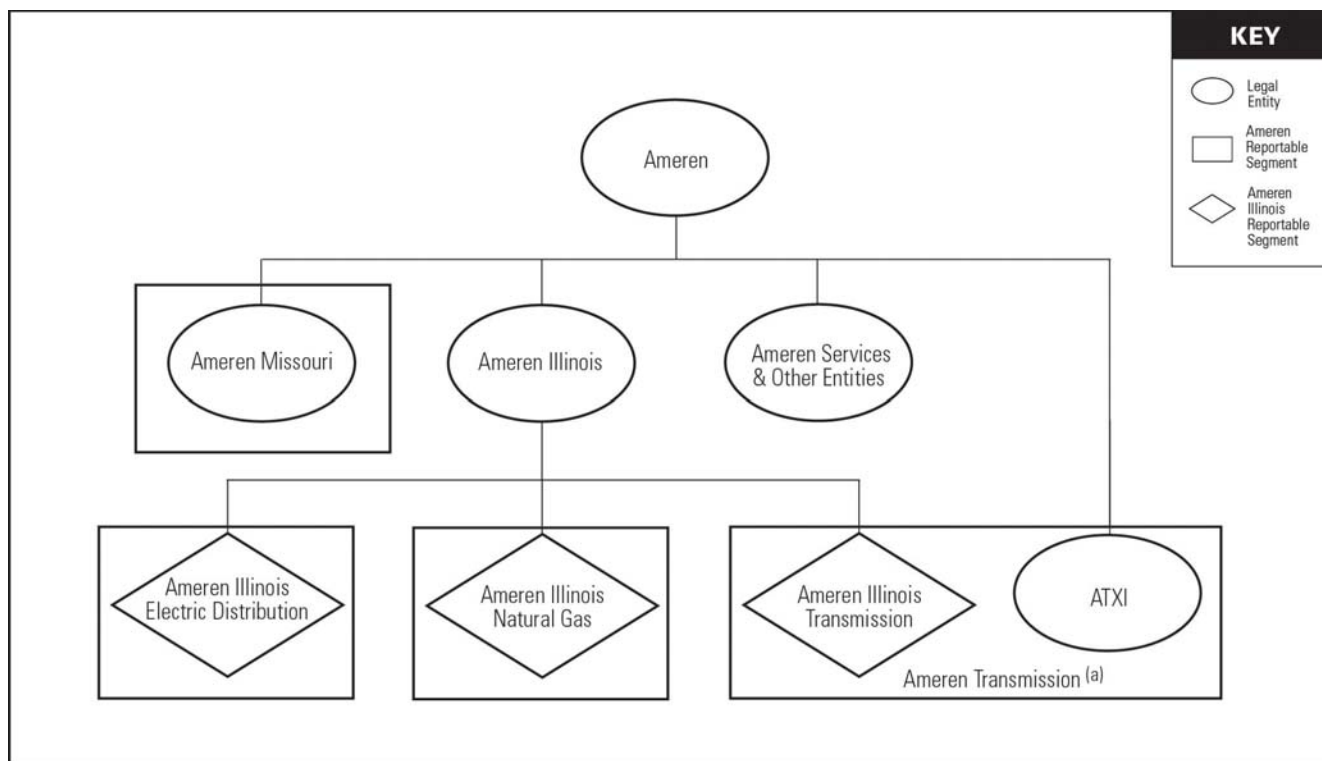 KEY
Legal
Entity
Ameren
Reportable
Segment
Ameren
Illinois
Reportable
Segment
Ameren
Ameren Missouri
Ameren Illinois
Ameren Services
& Other Entities
Ameren Illinois
Electric Distribution
Ameren Illinois
Natural Gas
Ameren Illinois
Transmission
ATXI
Ameren Transmission (a)